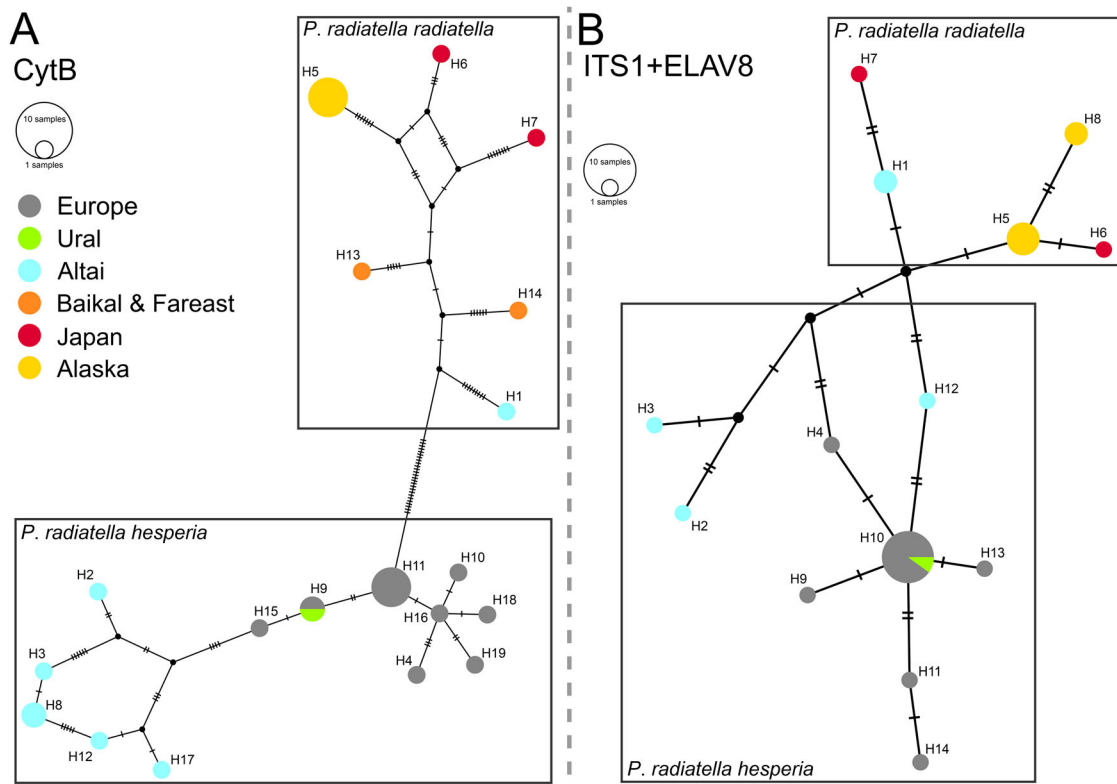 A
CytB
10 samples
1 samples
Europe
Ural
Altai
Baikal & Fareast
Japan
Alaska
P. radiatella radiatella
H5
H6
H7
H13
H14
H1
P. radiatella hesperia
H2
H3
H8
H12
H17
H15
H9
H11
H10
H16
H18
H19
H4
B
ITS1+ELAV8
10 samples
1 samples
P. radiatella radiatella
H7
H8
H1
H5
H6
H3
H2
H4
H12
H10
H13
H9
H11
H14
P. radiatella hesperia